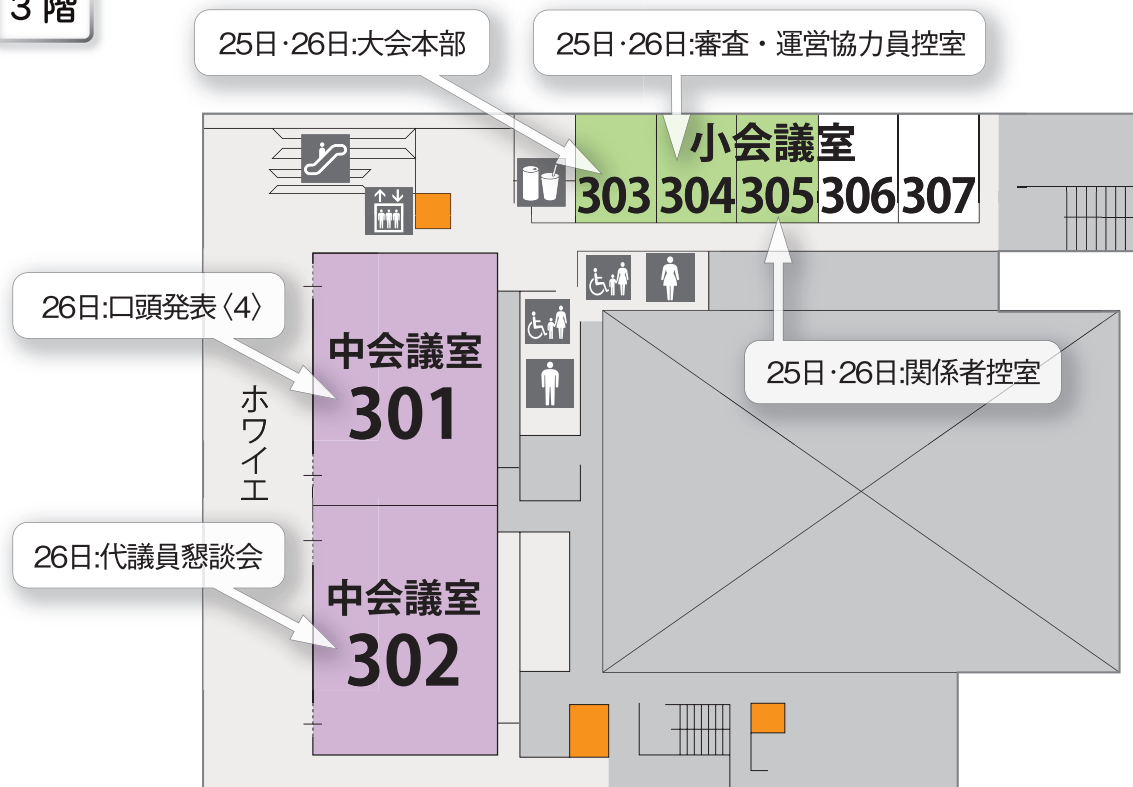 3階
25日・26日:大会本部
25日・26日:審査・運営協力員控室
小会議室
303 304 305 306 307
26日:口頭発表〈4〉
中会議室
301
25日・26日:関係者控室
ホワイエ
26日:代議員懇談会
中会議室
302